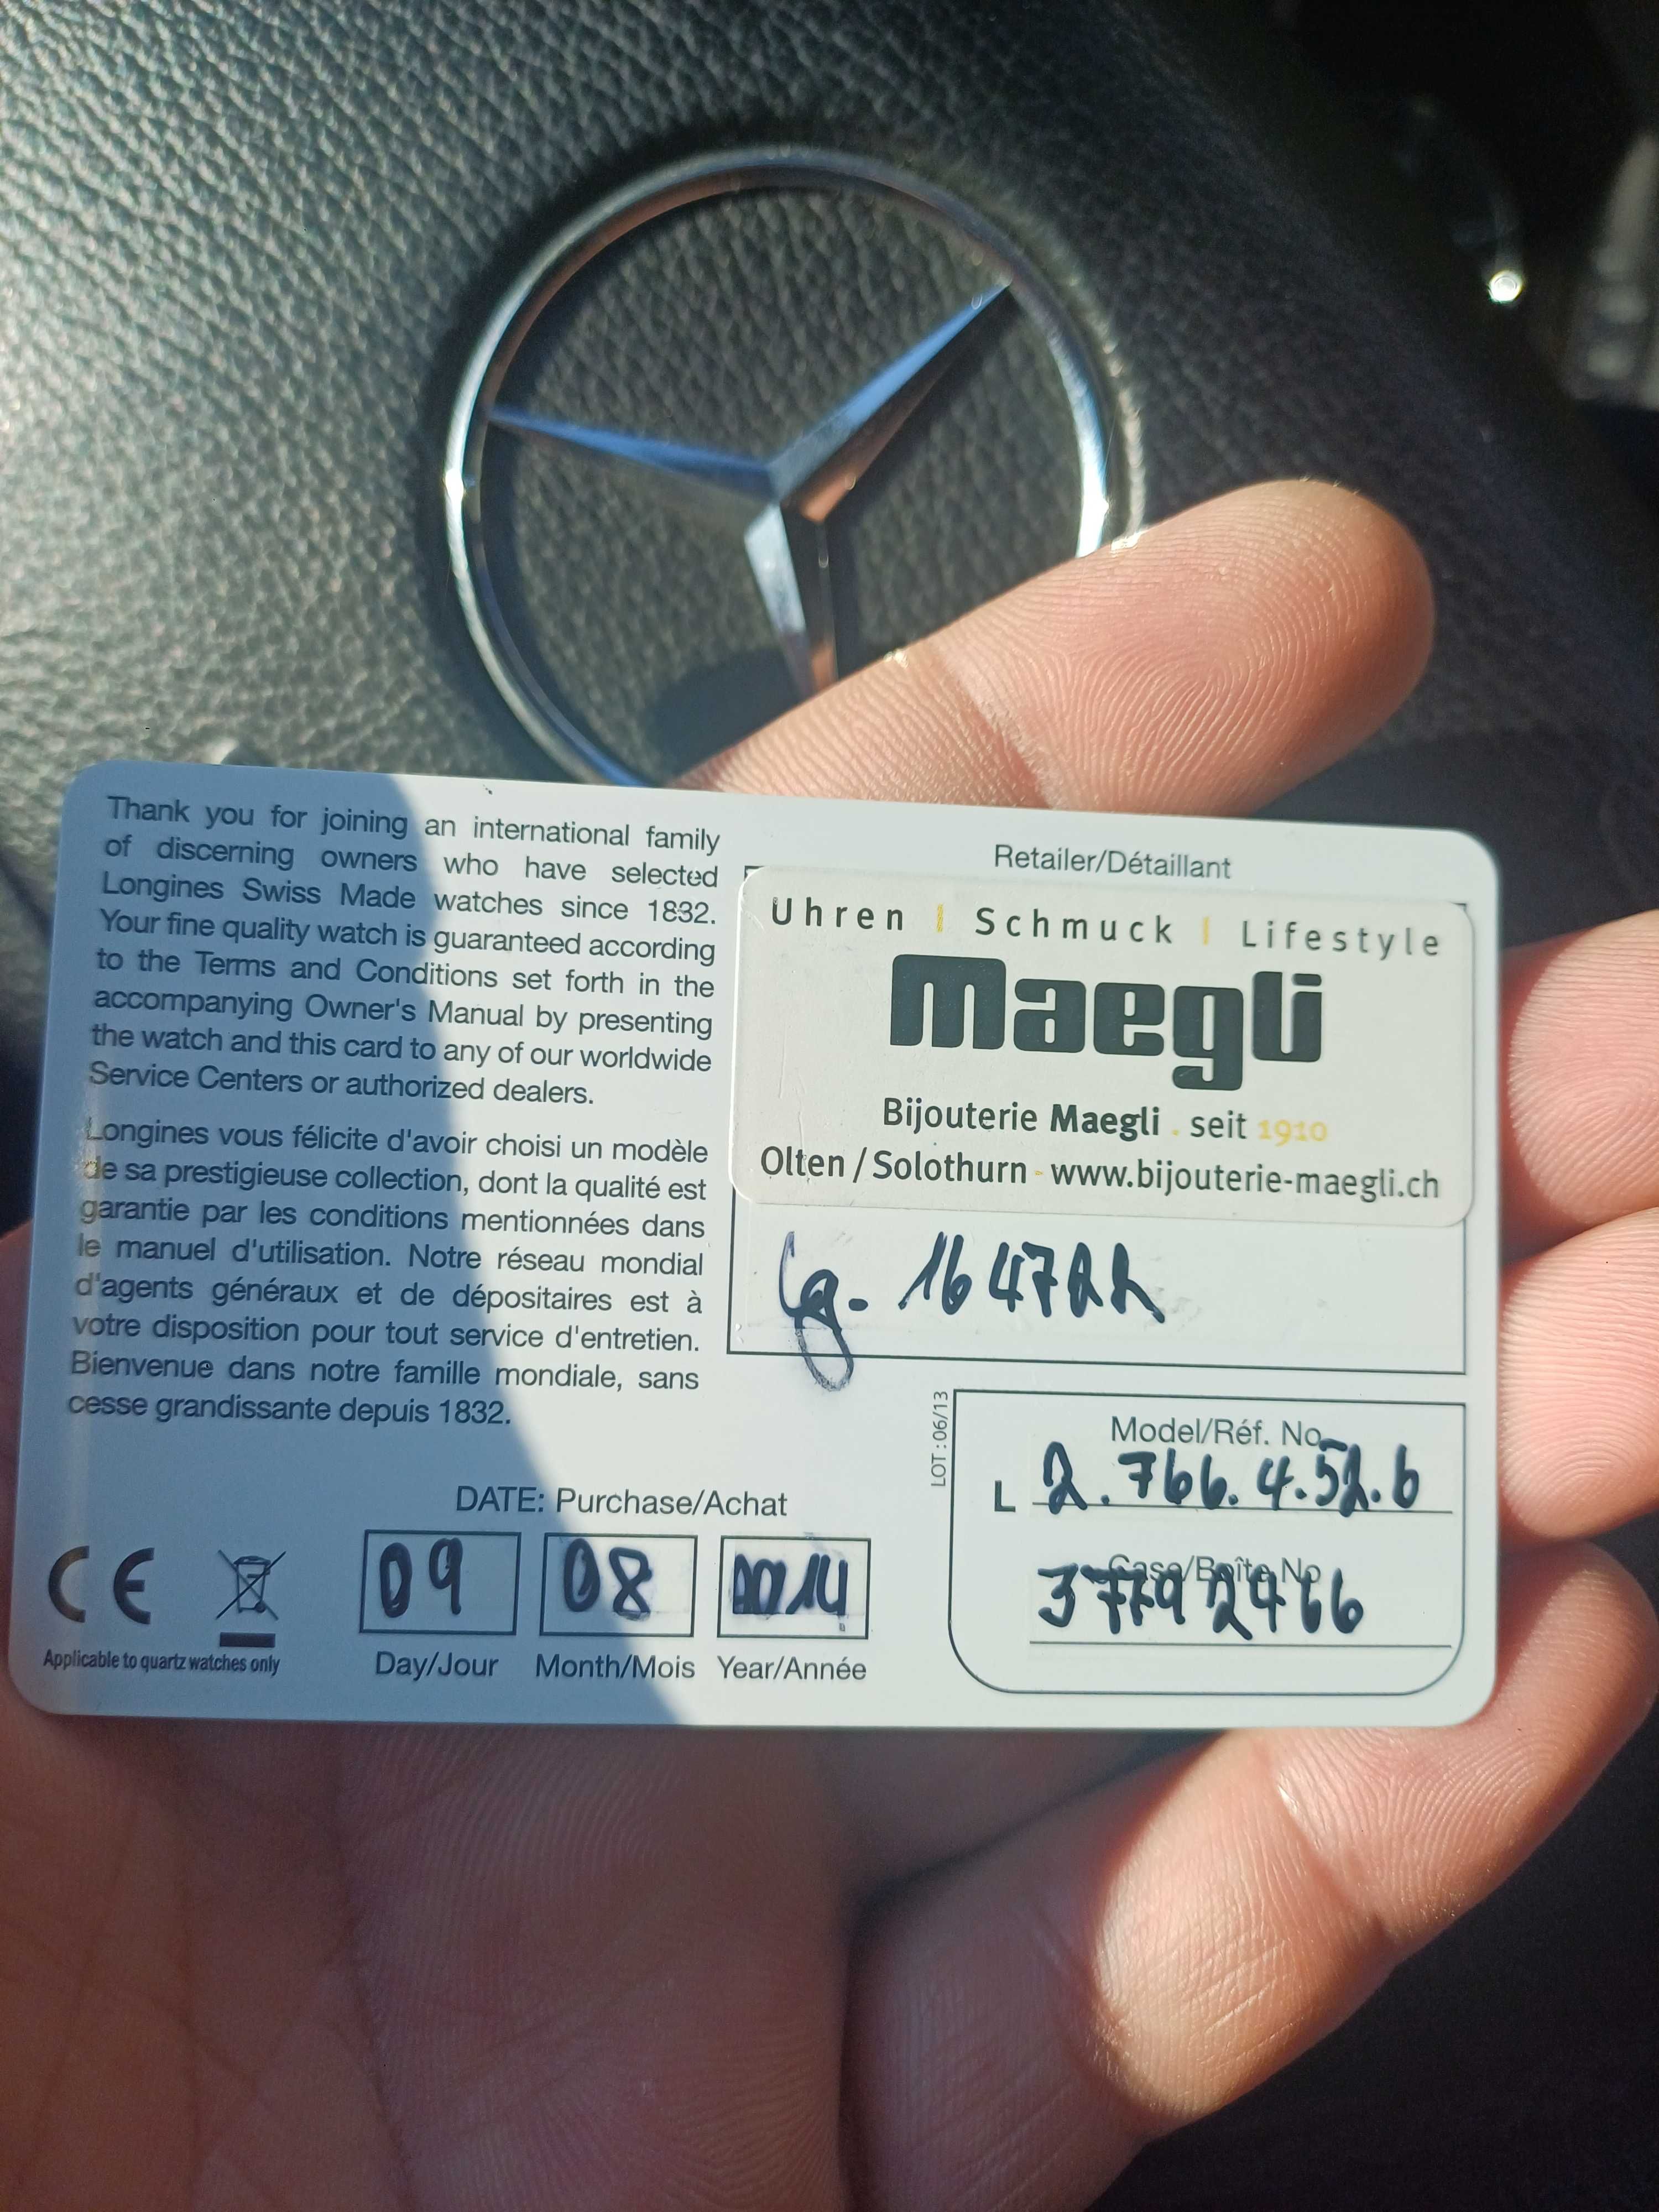 Thank you for joining an international family
of discerning owners who have selected
Longines Swiss Made watches since 1832.
Your fine quality watch is guaranteed according
to the Terms and Conditions set forth in the
accompanying Owner's Manual by presenting
the watch and this card to any of our worldwide
Service Centers or authorized dealers.
Longines vous félicite d'avoir choisi un modèle
de sa prestigieuse collection, dont la qualité est
garantie par les conditions mentionnées dans
le manuel d'utilisation. Notre réseau mondial
d'agents généraux et de dépositaires est à
votre disposition pour tout service d'entretien.
Bienvenue dans notre famille mondiale, sans
cesse grandissante depuis 1832.
Retailer/Détaillant
Uhren | Schmuck | Lifestyle
maegli
Bijouterie Maegli . seit 1910
Olten / Solothurn - www.bijouterie-maegli.ch
LOT : 06/13
Model/Réf. No
L 2.766.4.52.6
Case/Boîte No
DATE: Purchase/Achat
09 08 2014
Day/Jour Month/Mois Year/Année
CE
Applicable to quartz watches only